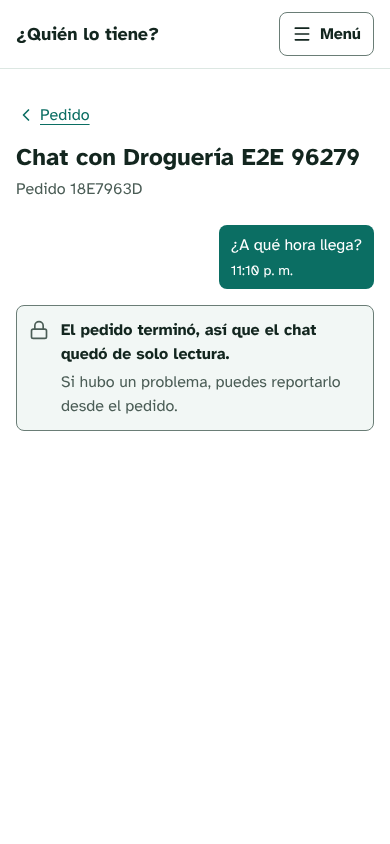 ¿Quién lo tiene?
Menú
Pedido
Chat con Droguería E2E 96279
Pedido 18E7963D
¿A qué hora llega?
11:10 p. m.
El pedido terminó, así que el chat
quedó de solo lectura.
Si hubo un problema, puedes reportarlo
desde el pedido.